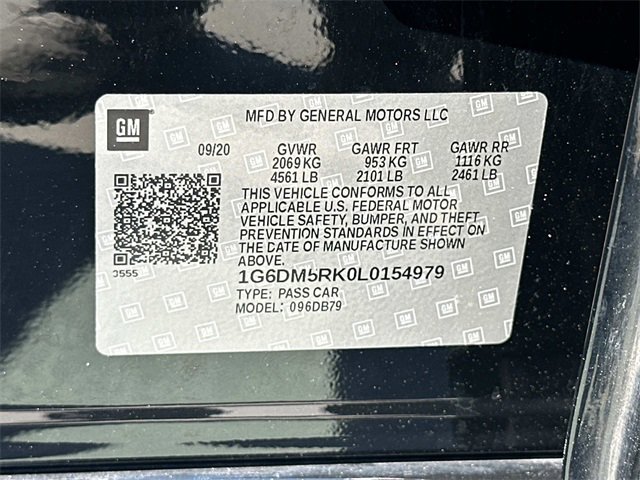 GM
MFD BY GENERAL MOTORS LLC
09/20 GVWR GAWR FRT GAWR RR
2069 KG 953 KG 1116 KG
4561 LB 2101 LB 2461 LB
THIS VEHICLE CONFORMS TO ALL
APPLICABLE U.S. FEDERAL MOTOR
VEHICLE SAFETY, BUMPER, AND THEFT
PREVENTION STANDARDS IN EFFECT ON
THE DATE OF MANUFACTURE SHOWN
ABOVE.
3555 1G6DM5RK0L0154979
TYPE: PASS CAR
MODEL: 096DB79